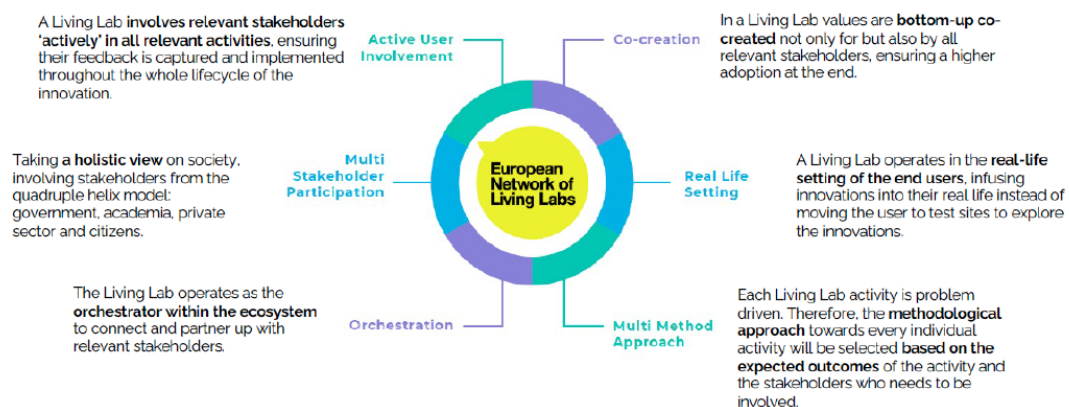 A Living Lab involves relevant stakeholders
'actively' in all relevant activities, ensuring
their feedback is captured and implemented
throughout the whole lifecycle of the
innovation.
Active User
Involvement
Co-creation
In a Living Lab values are bottom-up co-
created not only for but also by all
relevant stakeholders, ensuring a higher
adoption at the end.
Taking a holistic view on society,
involving stakeholders from the
quadruple helix model:
government, academia, private
sector and citizens.
Multi
Stakeholder
Participation
European
Network of
Living Labs
Real Life
Setting
A Living Lab operates in the real-life
setting of the end users, infusing
innovations into their real life instead of
moving the user to test sites to explore
the innovations.
The Living Lab operates as the
orchestrator within the ecosystem
to connect and partner up with
relevant stakeholders.
Orchestration
Multi Method
Approach
Each Living Lab activity is problem
driven. Therefore, the methodological
approach towards every individual
activity will be selected based on the
expected outcomes of the activity and
the stakeholders who needs to be
involved.